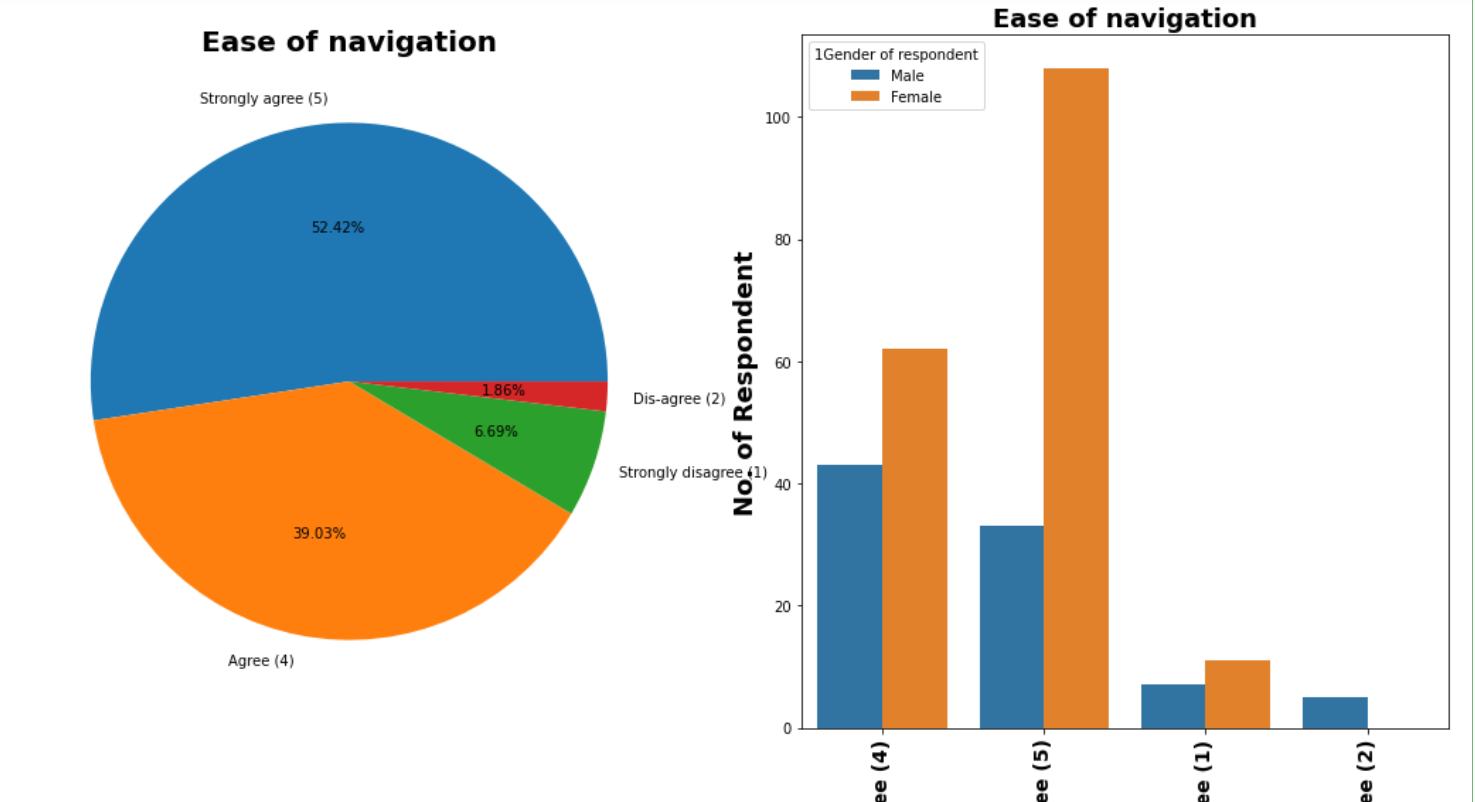 Ease of navigation
Strongly agree (5)
52.42%
1.86%
Dis-agree (2)
6.69%
Strongly disagree (1)
39.03%
Agree (4)
Ease of navigation
1Gender of respondent
Male
Female
No. of Respondent
100
80
60
40
20
0
ee (4)
ee (5)
ee (1)
ee (2)